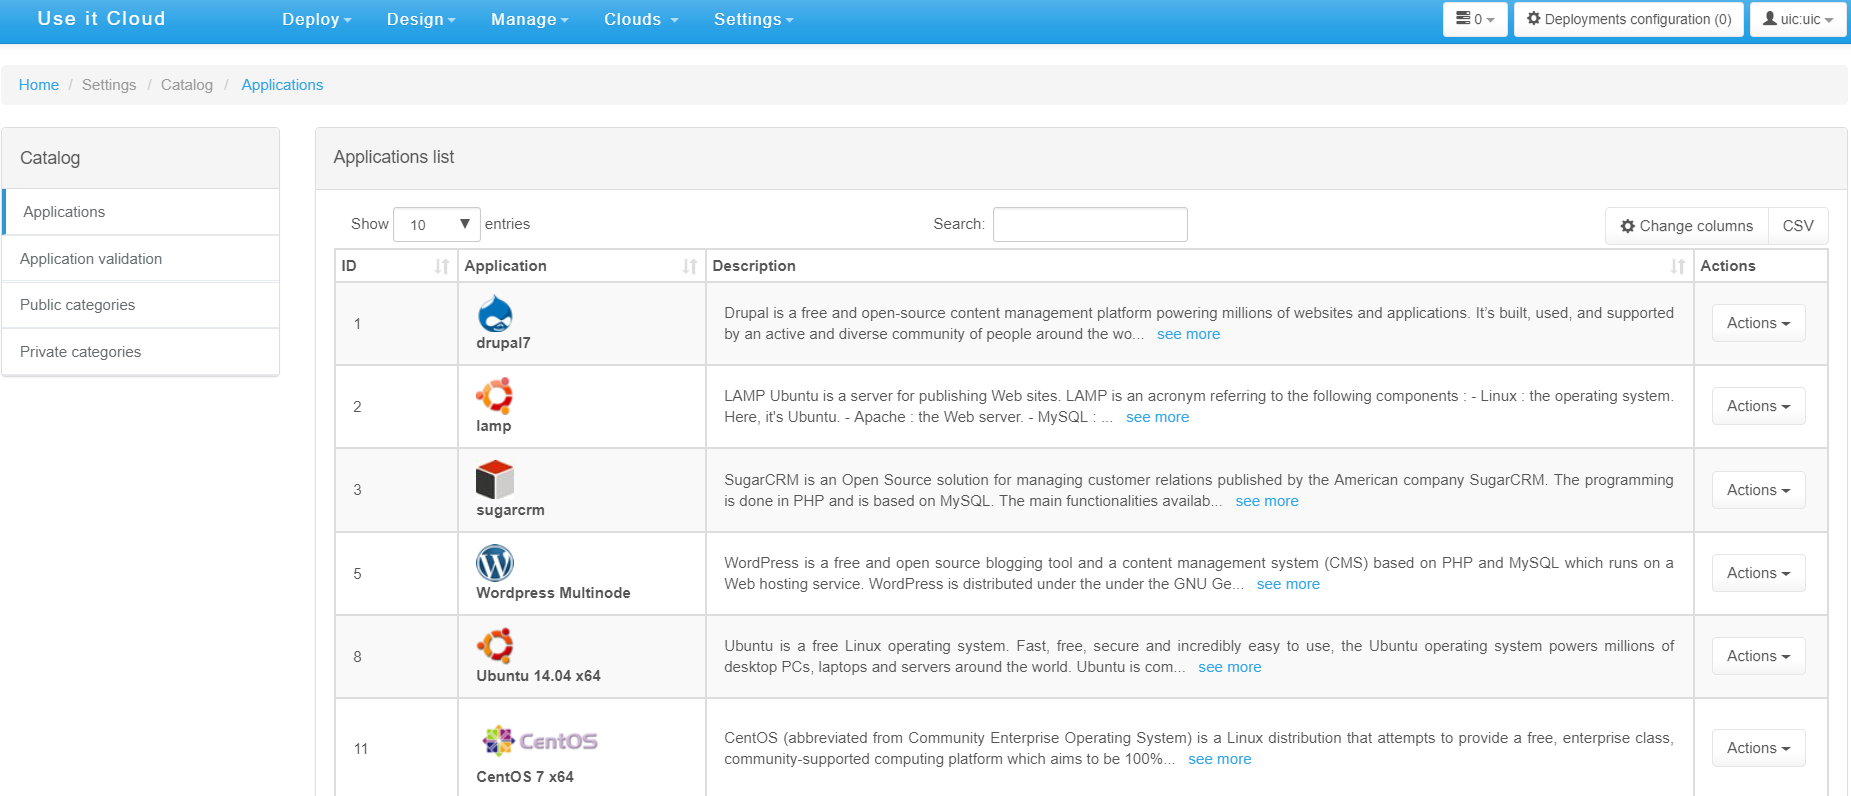 Use it Cloud Deploy Design Manage Clouds Settings 0 Deployments configuration (0) uic:uic
Home / Settings / Catalog / Applications
Catalog
Applications
Application validation
Public categories
Private categories
Applications list
Show 10 entries Search: Change columns CSV
ID Application Description Actions
1
drupal7
Drupal is a free and open-source content management platform powering millions of websites and applications. It’s built, used, and supported
by an active and diverse community of people around the wo... see more
Actions
2
lamp
LAMP Ubuntu is a server for publishing Web sites. LAMP is an acronym referring to the following components : - Linux : the operating system.
Here, it's Ubuntu. - Apache : the Web server. - MySQL : ... see more
Actions
3
sugarcrm
SugarCRM is an Open Source solution for managing customer relations published by the American company SugarCRM. The programming
is done in PHP and is based on MySQL. The main functionalities availab... see more
Actions
5
Wordpress Multinode
WordPress is a free and open source blogging tool and a content management system (CMS) based on PHP and MySQL which runs on a
Web hosting service. WordPress is distributed under the under the GNU Ge... see more
Actions
8
Ubuntu 14.04 x64
Ubuntu is a free Linux operating system. Fast, free, secure and incredibly easy to use, the Ubuntu operating system powers millions of
desktop PCs, laptops and servers around the world. Ubuntu is com... see more
Actions
11
CentOS
CentOS 7 x64
CentOS (abbreviated from Community Enterprise Operating System) is a Linux distribution that attempts to provide a free, enterprise class,
community-supported computing platform which aims to be 100%... see more
Actions